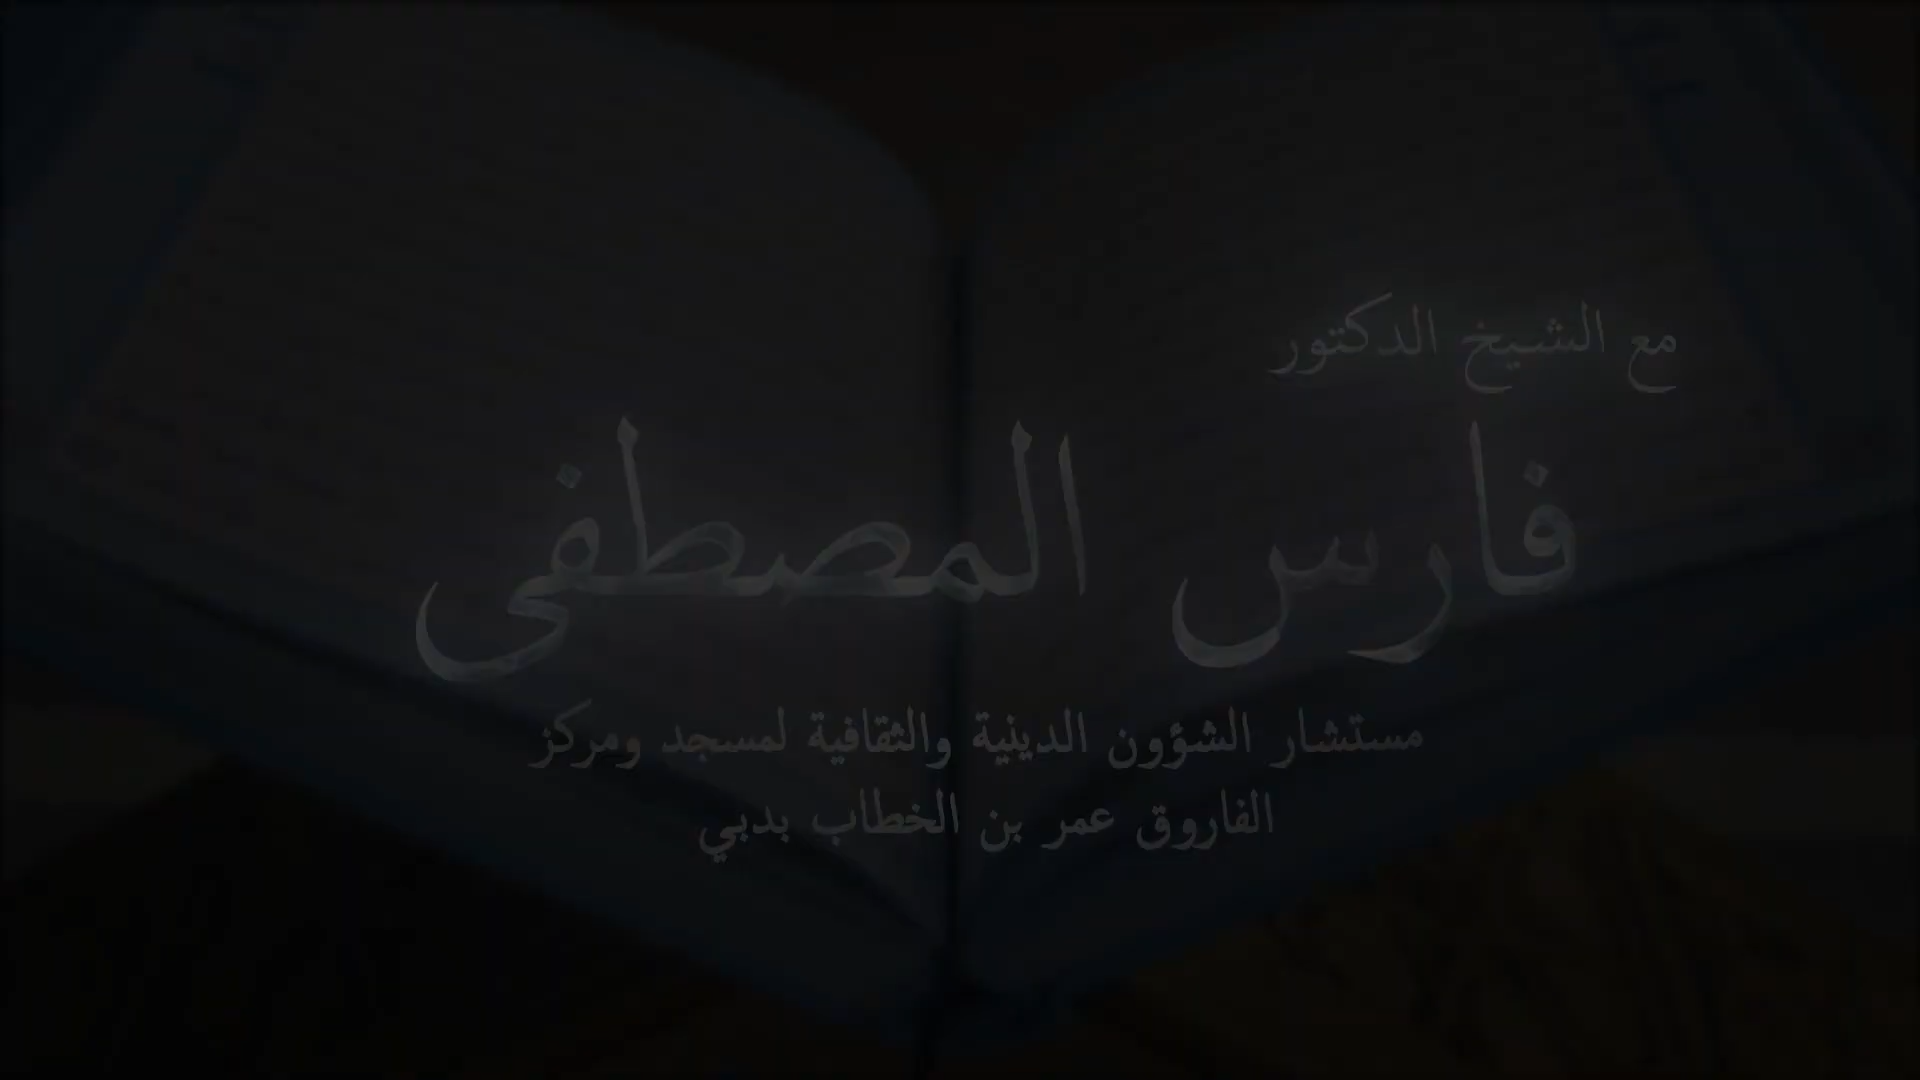 مع الشيخ الدكتور
فارس المصطفى
مستشار الشؤون الدينية والثقافية لمسجد ومركز
الفاروق عمر بن الخطاب بدبي